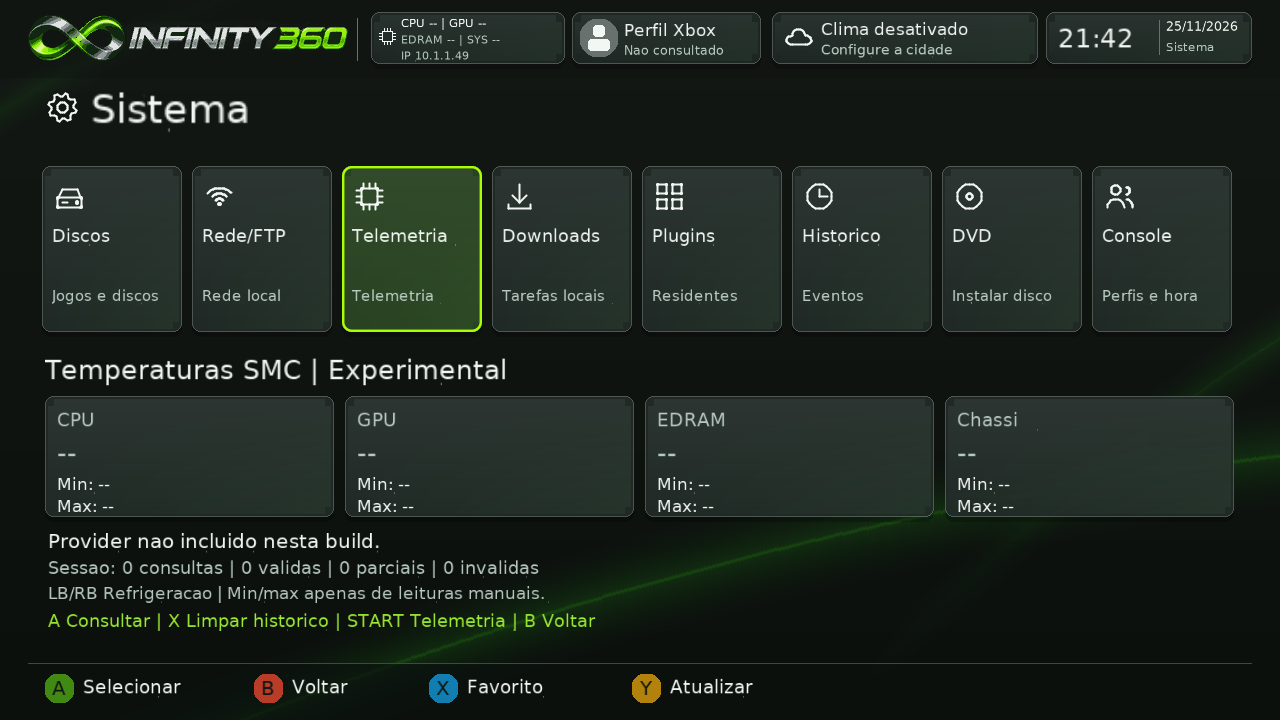 INFINITY 360
CPU -- | GPU --
EDRAM -- | SYS --
IP 10.1.1.49
Perfil Xbox
Nao consultado
Clima desativado
Configure a cidade
21:42
25/11/2026
Sistema
Sistema
Discos
Jogos e discos
Rede/FTP
Rede local
Telemetria
Telemetria
Downloads
Tarefas locais
Plugins
Residentes
Historico
Eventos
DVD
Instalar disco
Console
Perfis e hora
Temperaturas SMC | Experimental
CPU
--
Min: --
Max: --
GPU
--
Min: --
Max: --
EDRAM
--
Min: --
Max: --
Chassi
--
Min: --
Max: --
Provider nao incluido nesta build.
Sessao: 0 consultas | 0 validas | 0 parciais | 0 invalidas
LB/RB Refrigeracao | Min/max apenas de leituras manuais.
A Consultar | X Limpar historico | START Telemetria | B Voltar
A Selecionar
B Voltar
X Favorito
Y Atualizar